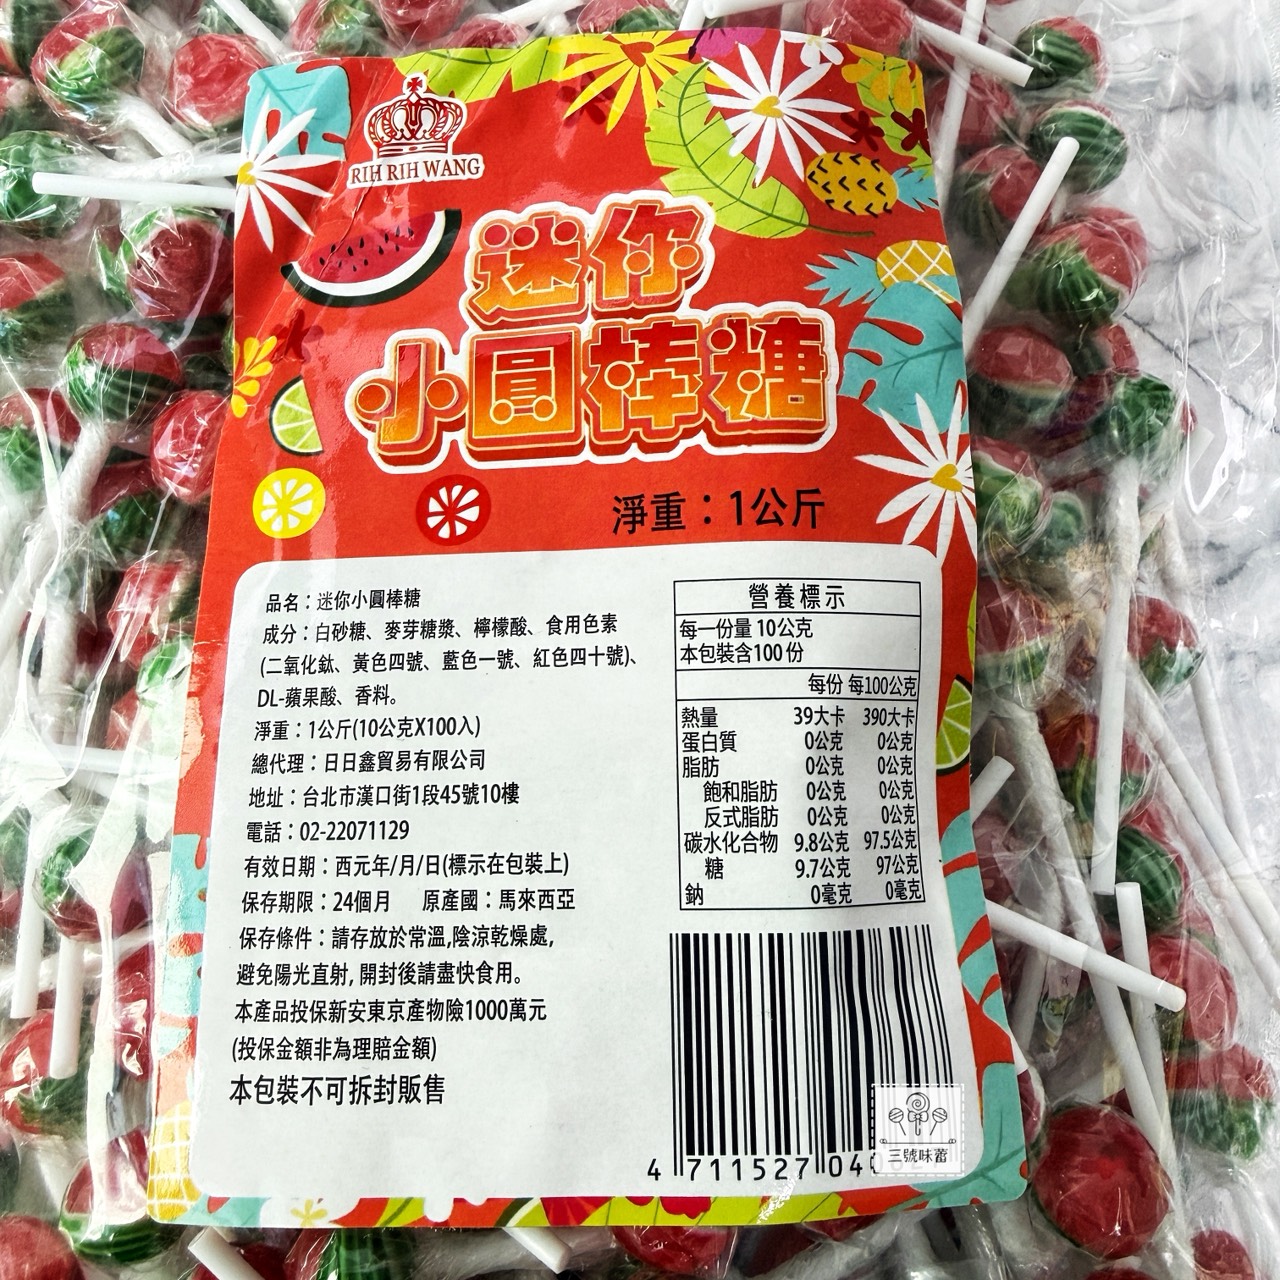 RIH RIH WANG
迷你
小圓棒糖
淨重：1公斤
品名：迷你小圓棒糖
成分：白砂糖、麥芽糖漿、檸檬酸、食用色素
(二氧化鈦、黃色四號、藍色一號、紅色四十號)、
DL-蘋果酸、香料。
淨重：1公斤(10公克X100入)
總代理：日日鑫貿易有限公司
地址：台北市漢口街1段45號10樓
電話：02-22071129
有效日期：西元年/月/日(標示在包裝上)
保存期限：24個月 原產國：馬來西亞
保存條件：請存放於常溫,陰涼乾燥處,
避免陽光直射, 開封後請盡快食用。
本產品投保新安東京產物險1000萬元
(投保金額非為理賠金額)
本包裝不可拆封販售
營養標示
每一份量 10公克
本包裝含100份
每份 每100公克
熱量 39大卡 390大卡
蛋白質 0公克 0公克
脂肪 0公克 0公克
飽和脂肪 0公克 0公克
反式脂肪 0公克 0公克
碳水化合物 9.8公克 97.5公克
糖 9.7公克 97公克
鈉 0毫克 0毫克
4 711527 04
三號味蕾